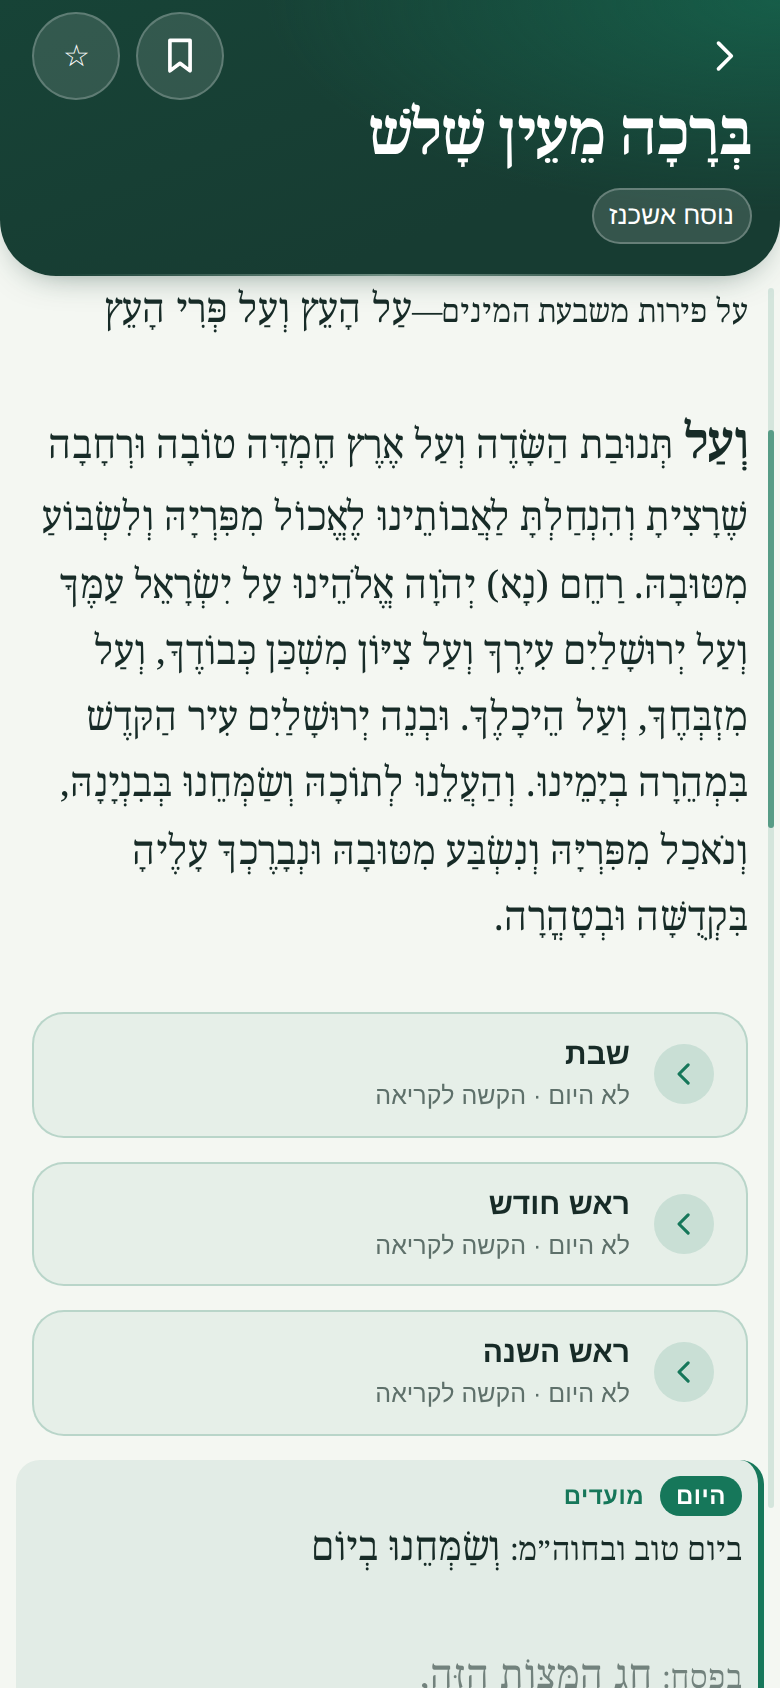 ☆
בְּרָכָה מֵעֵין שָׁלשׁ
נוסח אשכנז
על פירות משבעת המינים—עַל הָעֵץ וְעַל פְּרִי הָעֵץ
וְעַל תְּנוּבַת הַשָּׂדֶה וְעַל אֶרֶץ חֶמְדָּה טוֹבָה וּרְחָבָה
שֶׁרָצִיתָ וְהִנְחַלְתָּ לַאֲבוֹתֵינוּ לֶאֱכוֹל מִפִּרְיָהּ וְלִשְׂבּוֹעַ
מִטּוּבָהּ. רַחֵם (נָא) יְהֹוָה אֱלֹהֵינוּ עַל יִשְׂרָאֵל עַמֶּךָ
וְעַל יְרוּשָׁלַיִם עִירֶךָ וְעַל צִיּוֹן מִשְׁכַּן כְּבוֹדֶךָ, וְעַל
מִזְבְּחֶךָ, וְעַל הֵיכָלֶךָ. וּבְנֵה יְרוּשָׁלַיִם עִיר הַקֹּדֶשׁ
בִּמְהֵרָה בְיָמֵינוּ. וְהַעֲלֵנוּ לְתוֹכָהּ וְשַׂמְּחֵנוּ בְּבִנְיָנָהּ,
וְנֹאכַל מִפִּרְיָהּ וְנִשְׂבַּע מִטּוּבָהּ וּנְבָרֶכְךָ עָלֶיהָ
בִּקְדֻשָּׁה וּבְטָהֳרָה.
שבת
לא היום · הקשה לקריאה
ראש חודש
לא היום · הקשה לקריאה
ראש השנה
לא היום · הקשה לקריאה
היום מועדים
ביום טוב ובחוה״מ: וְשַׂמְּחֵנוּ בְיוֹם
בפסח: חַג הַמַּצּוֹת הַזֶּה,